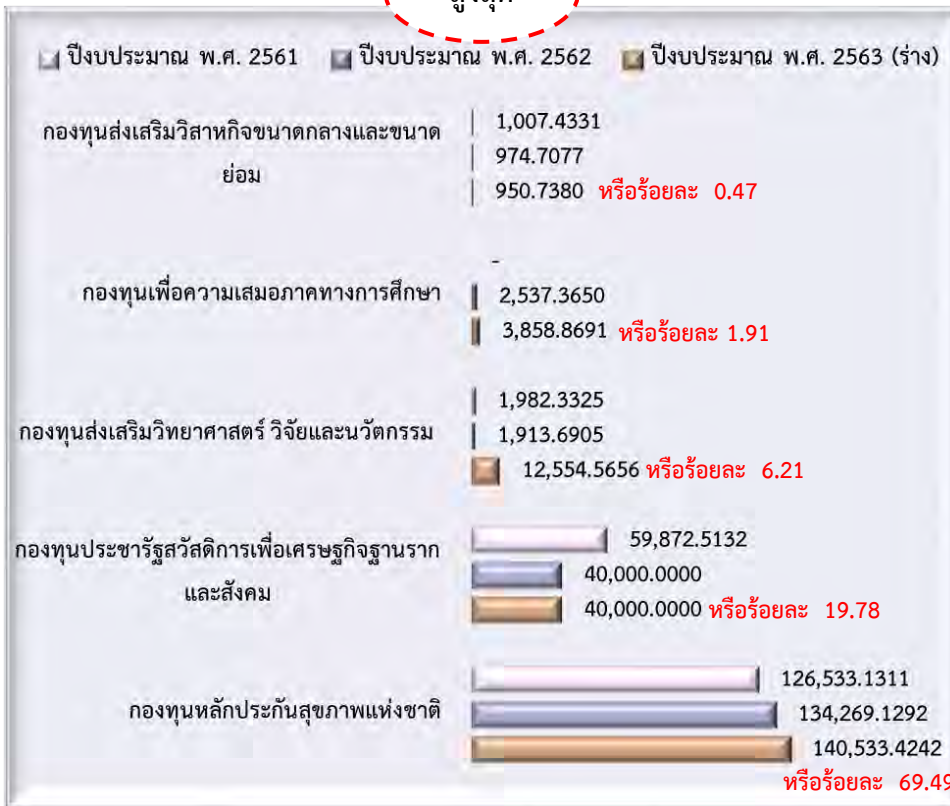 สูงสุด
ปีงบประมาณ พ.ศ. 2561 ปีงบประมาณ พ.ศ. 2562 ปีงบประมาณ พ.ศ. 2563 (ร่าง)
กองทุนส่งเสริมวิสาหกิจขนาดกลางและขนาด
ย่อม
1,007.4331
974.7077
950.7380 หรือร้อยละ 0.47
กองทุนเพื่อความเสมอภาคทางการศึกษา
-
2,537.3650
3,858.8691 หรือร้อยละ 1.91
กองทุนส่งเสริมวิทยาศาสตร์ วิจัยและนวัตกรรม
1,982.3325
1,913.6905
12,554.5656 หรือร้อยละ 6.21
กองทุนประชารัฐสวัสดิการเพื่อเศรษฐกิจฐานราก
และสังคม
59,872.5132
40,000.0000
40,000.0000 หรือร้อยละ 19.78
กองทุนหลักประกันสุขภาพแห่งชาติ
126,533.1311
134,269.1292
140,533.4242
หรือร้อยละ 69.49